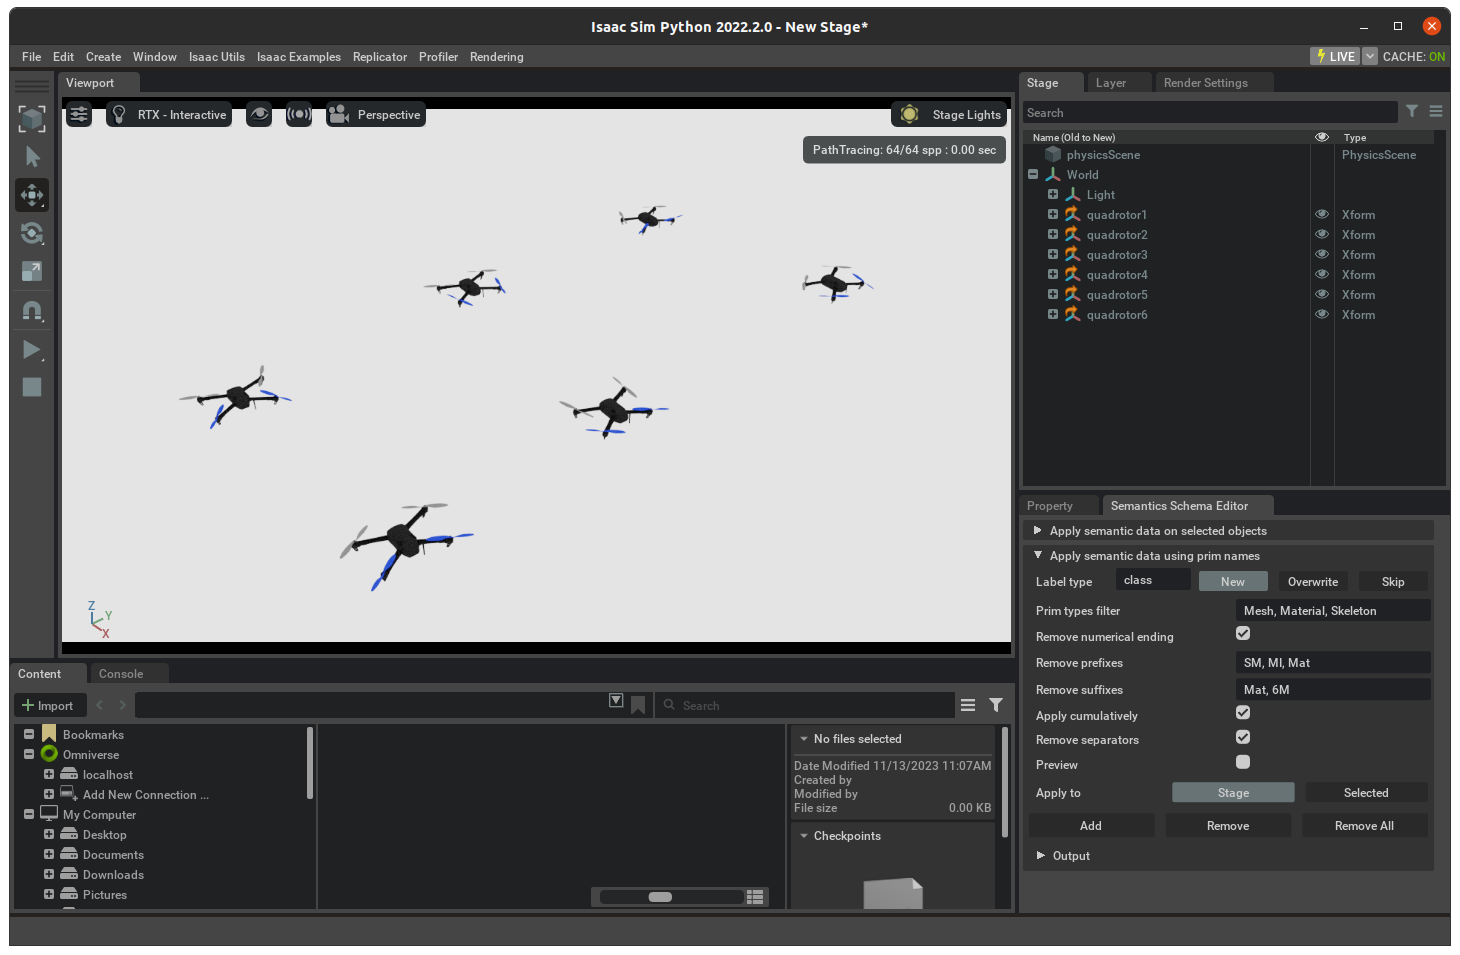 Isaac Sim Python 2022.2.0 - New Stage*
File Edit Create Window Isaac Utils Isaac Examples Replicator Profiler Rendering
LIVE CACHE: ON
Viewport
RTX - Interactive
Perspective
Stage Lights
PathTracing: 64/64 spp : 0.00 sec
Z
Y
X
Stage Layer Render Settings
Search
Name (Old to New) Type
physicsScene PhysicsScene
World
Light
quadrotor1 Xform
quadrotor2 Xform
quadrotor3 Xform
quadrotor4 Xform
quadrotor5 Xform
quadrotor6 Xform
Property Semantics Schema Editor
Apply semantic data on selected objects
Apply semantic data using prim names
Label type class New Overwrite Skip
Prim types filter Mesh, Material, Skeleton
Remove numerical ending
Remove prefixes SM, MI, Mat
Remove suffixes Mat, 6M
Apply cumulatively
Remove separators
Preview
Apply to Stage Selected
Add Remove Remove All
Output
Content Console
Import
Search
Bookmarks
Omniverse
localhost
Add New Connection ...
My Computer
Desktop
Documents
Downloads
Pictures
No files selected
Date Modified 11/13/2023 11:07AM
Created by
Modified by
File size 0.00 KB
Checkpoints